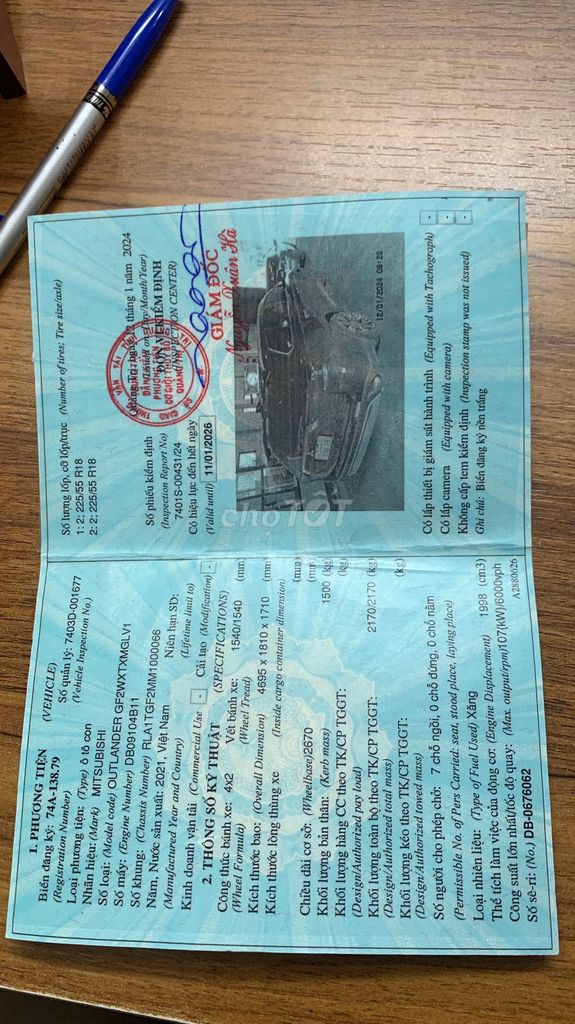 1. PHƯƠNG TIỆN (VEHICLE)
Biển đăng ký: 74A-138.79 Số quản lý: 7403D-001677
(Registration Number) (Vehicle Inspection No.)
Loại phương tiện: (Type) ô tô con
Nhãn hiệu: (Mark) MITSUBISHI
Số loại: (Model code) OUTLANDER GF2WXTXMGLV1
Số máy: (Engine Number) DB09104B11
Số khung: (Chassis Number) RLA1TGF2MM1000066
Năm, Nước sản xuất: 2021, Việt Nam Niên hạn SD:
(Manufactured Year and Country) (Lifetime limit to)
Kinh doanh vận tải (Commercial Use) - Cải tạo (Modification) -
2. THÔNG SỐ KỸ THUẬT (SPECIFICATIONS)
Công thức bánh xe: 4x2 Vết bánh xe: 1540/1540 (mm)
(Wheel Formula) (Wheel Tread)
Kích thước bao: (Overall Dimension) 4695 x 1810 x 1710 (mm)
Kích thước lòng thùng xe (Inside cargo container dimension)
(mm)
Chiều dài cơ sở: (Wheelbase) 2670 (mm)
Khối lượng bản thân: (Kerb mass) 1500 (kg)
Khối lượng hàng CC theo TK/CP TGGT: (kg)
(Design/Authorized pay load)
Khối lượng toàn bộ theo TK/CP TGGT: 2170/2170 (kg)
(Design/Authorized total mass)
Khối lượng kéo theo TK/CP TGGT: (kg)
(Design/Authorized towed mass)
Số người cho phép chở: 7 chỗ ngồi, 0 chỗ đứng, 0 chỗ nằm
(Permissible No. of Pers Carried: seat, stood place, laying place)
Loại nhiên liệu: (Type of Fuel Used) Xăng
Thể tích làm việc của động cơ: (Engine Displacement) 1998 (cm3)
Công suất lớn nhất/tốc độ quay: (Max. output/rpm)107(kW)/6000vph
Số sê-ri: (No.) DB-0676062 A2880626
Số lượng lốp, cỡ lốp/trục (Number of tires; Tire size/axle)
1: 2; 225/55 R18
2: 2; 225/55 R18
Số phiếu kiểm định
(Inspection Report No)
7401S-00431/24
Có hiệu lực đến hết ngày
(Valid until) 11/01/2026
tháng 1 năm 2024
ĐƠN VỊ KIỂM ĐỊNH
GIÁM ĐỐC
Xuân Hà
12/01/2024 08:20
chợTỐT
Có lắp thiết bị giám sát hành trình (Equipped with Tachograph) -
Có lắp camera (Equipped with camera) -
Không cấp tem kiểm định (Inspection stamp was not issued) -
Ghi chú: Biển đăng ký nền trắng